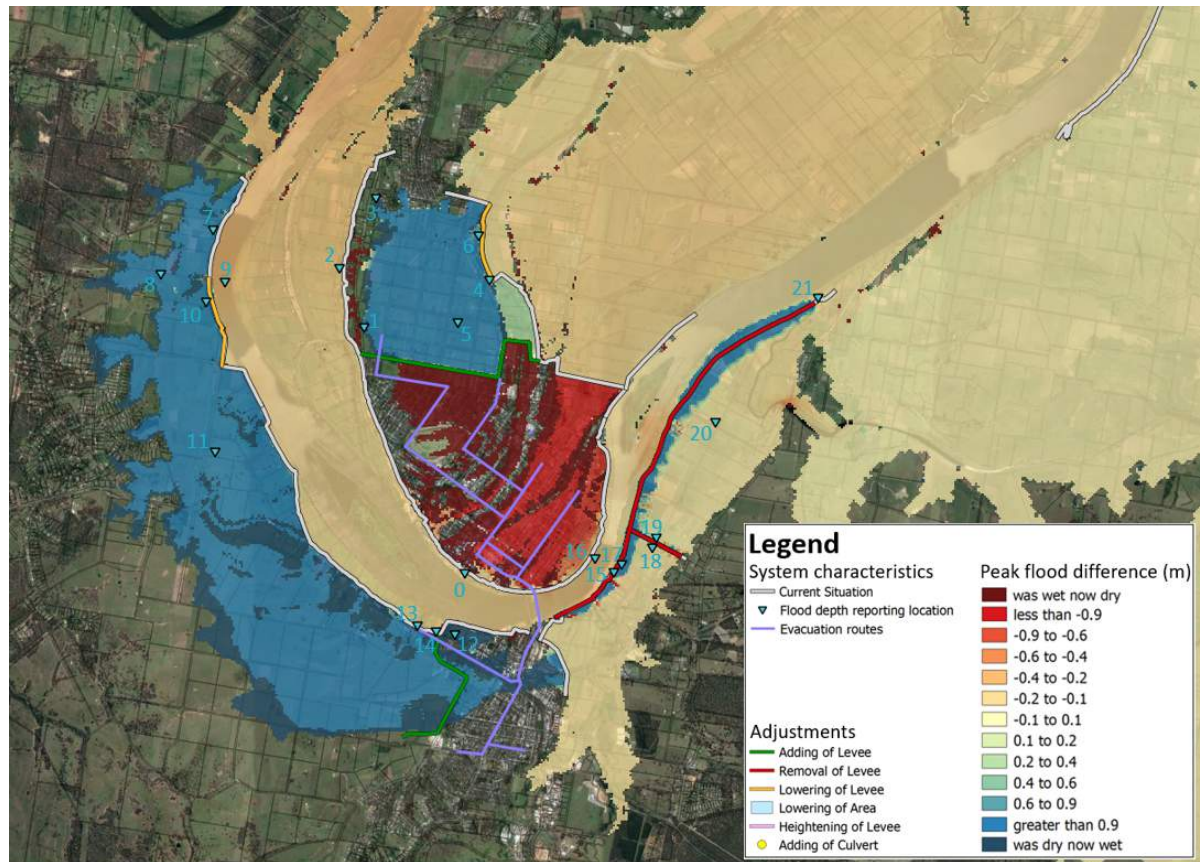 7
3
2
6
8
9
4
10
1
5
21
11
20
19
16
17
18
15
0
13
14
12
Legend
System characteristics
Current Situation
Flood depth reporting location
Evacuation routes
Adjustments
Adding of Levee
Removal of Levee
Lowering of Levee
Lowering of Area
Heightening of Levee
Adding of Culvert
Peak flood difference (m)
was wet now dry
less than -0.9
-0.9 to -0.6
-0.6 to -0.4
-0.4 to -0.2
-0.2 to -0.1
-0.1 to 0.1
0.1 to 0.2
0.2 to 0.4
0.4 to 0.6
0.6 to 0.9
greater than 0.9
was dry now wet